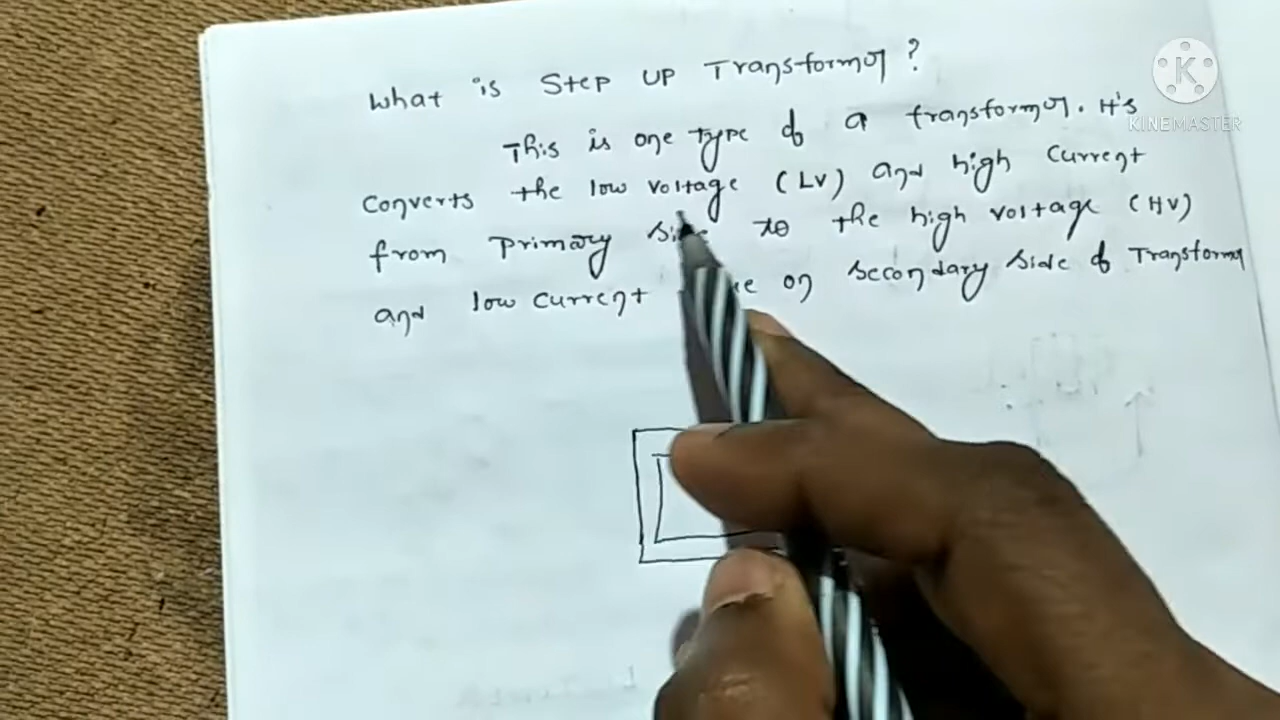 What is Step UP Transformer?
This is one type of a transformer. It's
converts the low voltage (LV) and high current
from Primary side to the high voltage (HV)
and low current on secondary side of Transformer
KINEMASTER